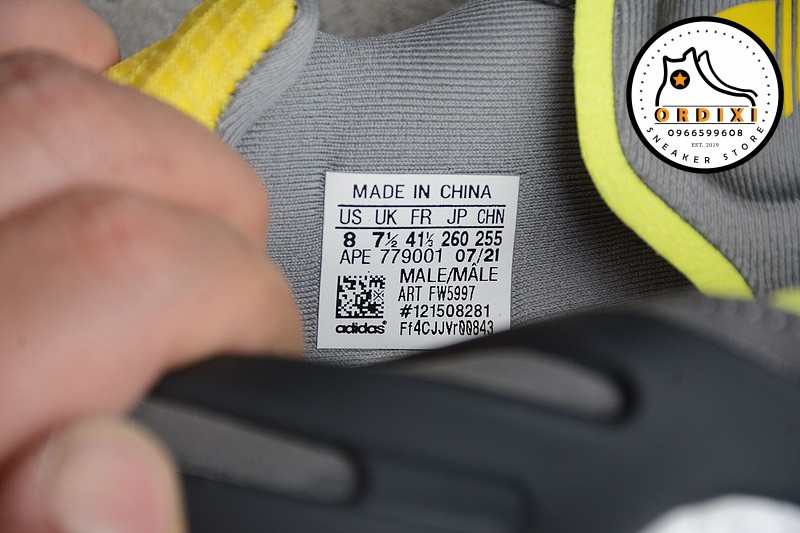 ORDIXI
0966599608
EST. 2019
SNEAKER STORE
MADE IN CHINA
US UK FR JP CHN
8 7½ 41⅓ 260 255
APE 779001 07/21
MALE/MÂLE
ART FW5997
#121508281
adidas® Ff4CJJVr00843